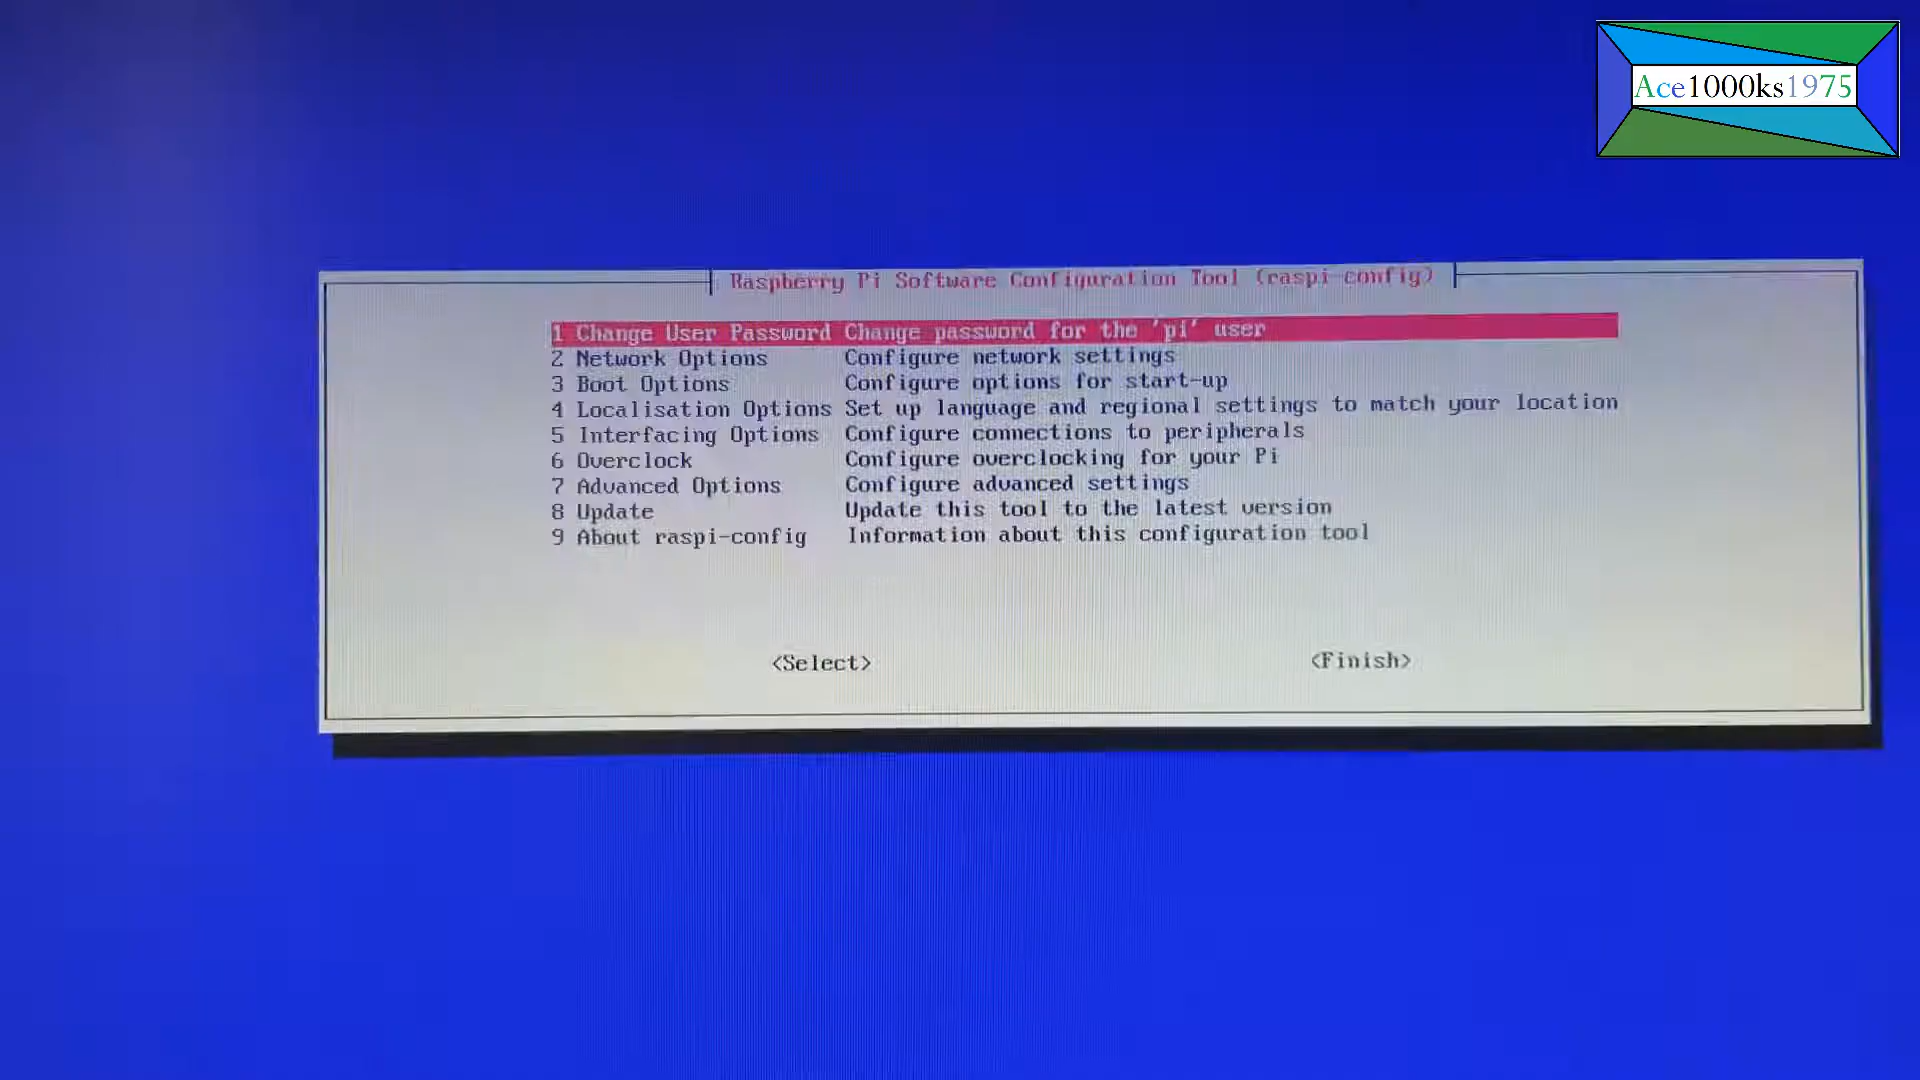 Ace1000ks1975
Raspberry Pi Software Configuration Tool (raspi-config)
1 Change User Password Change password for the 'pi' user
2 Network Options Configure network settings
3 Boot Options Configure options for start-up
4 Localisation Options Set up language and regional settings to match your location
5 Interfacing Options Configure connections to peripherals
6 Overclock Configure overclocking for your Pi
7 Advanced Options Configure advanced settings
8 Update Update this tool to the latest version
9 About raspi-config Information about this configuration tool
<Select> <Finish>